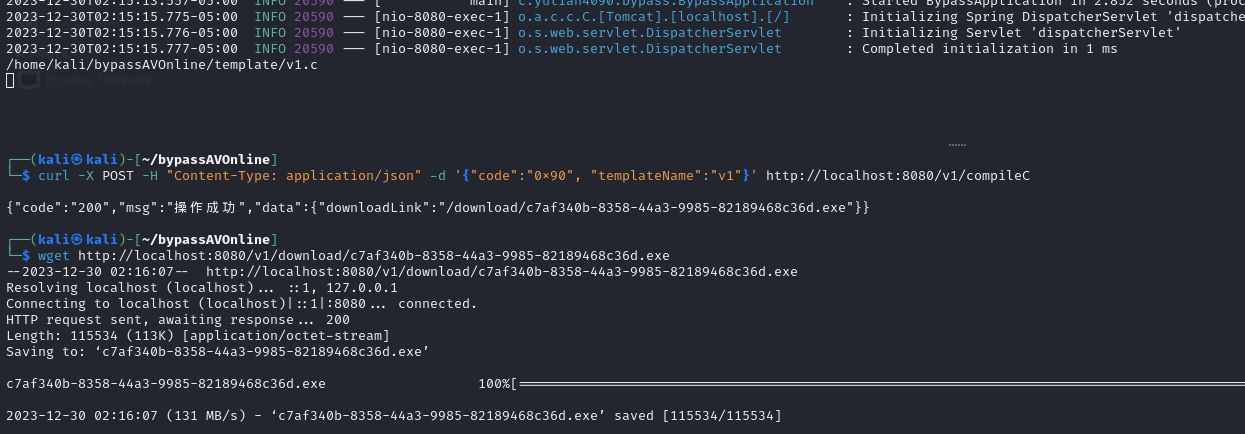 2023-12-30T02:15:13.557-05:00  INFO 20590 --- [           main] c.yutian4090.bypass.BypassApplication    : Started BypassApplication in 2.852 seconds (proc
2023-12-30T02:15:15.775-05:00  INFO 20590 --- [nio-8080-exec-1] o.a.c.c.C.[Tomcat].[localhost].[/]       : Initializing Spring DispatcherServlet 'dispatche
2023-12-30T02:15:15.776-05:00  INFO 20590 --- [nio-8080-exec-1] o.s.web.servlet.DispatcherServlet        : Initializing Servlet 'dispatcherServlet'
2023-12-30T02:15:15.777-05:00  INFO 20590 --- [nio-8080-exec-1] o.s.web.servlet.DispatcherServlet        : Completed initialization in 1 ms
/home/kali/bypassAVOnline/template/v1.c
Browse Network
┌──(kali㉿kali)-[~/bypassAVOnline]
└─$ curl -X POST -H "Content-Type: application/json" -d '{"code":"0x90", "templateName":"v1"}' http://localhost:8080/v1/compileC
{"code":"200","msg":"操作成功","data":{"downloadLink":"/download/c7af340b-8358-44a3-9985-82189468c36d.exe"}}
┌──(kali㉿kali)-[~/bypassAVOnline]
└─$ wget http://localhost:8080/v1/download/c7af340b-8358-44a3-9985-82189468c36d.exe
--2023-12-30 02:16:07--  http://localhost:8080/v1/download/c7af340b-8358-44a3-9985-82189468c36d.exe
Resolving localhost (localhost)... ::1, 127.0.0.1
Connecting to localhost (localhost)|::1|:8080... connected.
HTTP request sent, awaiting response... 200
Length: 115534 (113K) [application/octet-stream]
Saving to: ‘c7af340b-8358-44a3-9985-82189468c36d.exe’
c7af340b-8358-44a3-9985-82189468c36d.exe                   100%[=====================================================
2023-12-30 02:16:07 (131 MB/s) - ‘c7af340b-8358-44a3-9985-82189468c36d.exe’ saved [115534/115534]